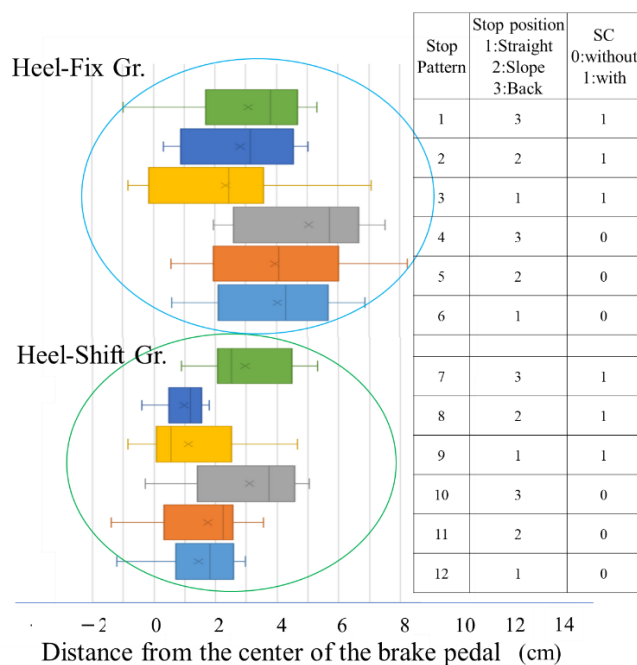 Stop Pattern
Stop position
1:Straight
2:Slope
3:Back
SC
0:without
1:with
Heel-Fix Gr.
1 3 1
2 2 1
3 1 1
4 3 0
5 2 0
6 1 0
Heel-Shift Gr.
7 3 1
8 2 1
9 1 1
10 3 0
11 2 0
12 1 0
−2 0 2 4 6 8 10 12 14
Distance from the center of the brake pedal (cm)